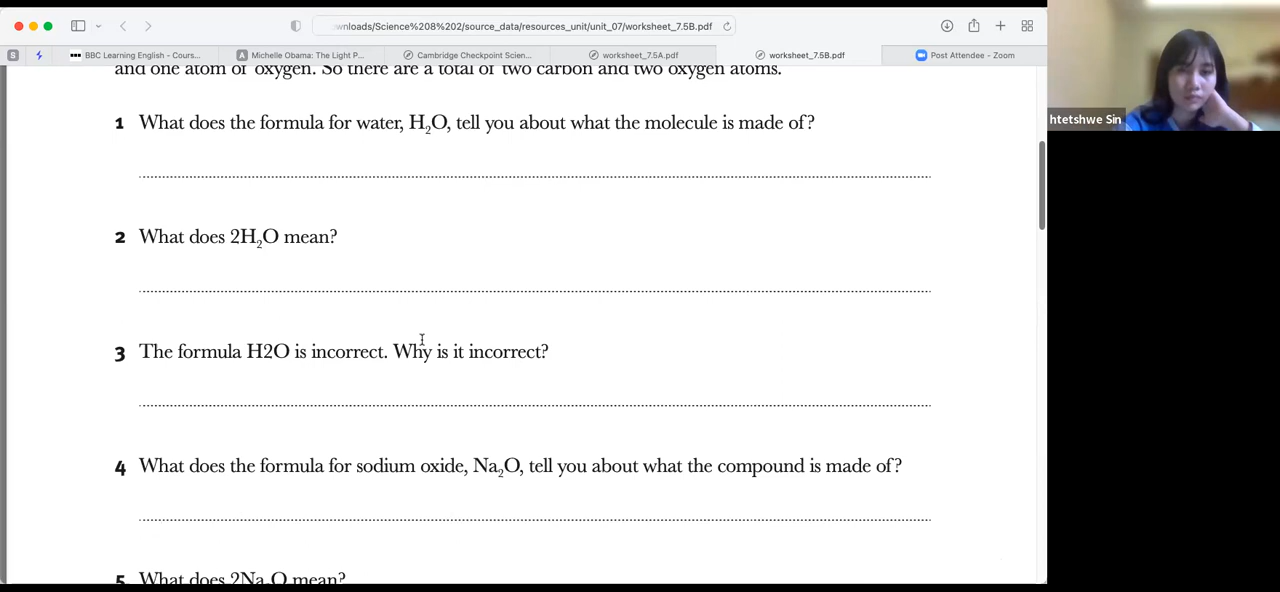 wnloads/Science%208%202/source_data/resources_unit/unit_07/worksheet_7.5B.pdf
S
BBC Learning English - Cours...
A Michelle Obama: The Light P...
Cambridge Checkpoint Scien...
worksheet_7.5A.pdf
worksheet_7.5B.pdf
Post Attendee - Zoom
and one atom of oxygen. So there are a total of two carbon and two oxygen atoms.
1 What does the formula for water, H₂O, tell you about what the molecule is made of?
2 What does 2H₂O mean?
3 The formula H2O is incorrect. Why is it incorrect?
4 What does the formula for sodium oxide, Na₂O, tell you about what the compound is made of?
5 What does 2Na₂O mean?
htetshwe Sin